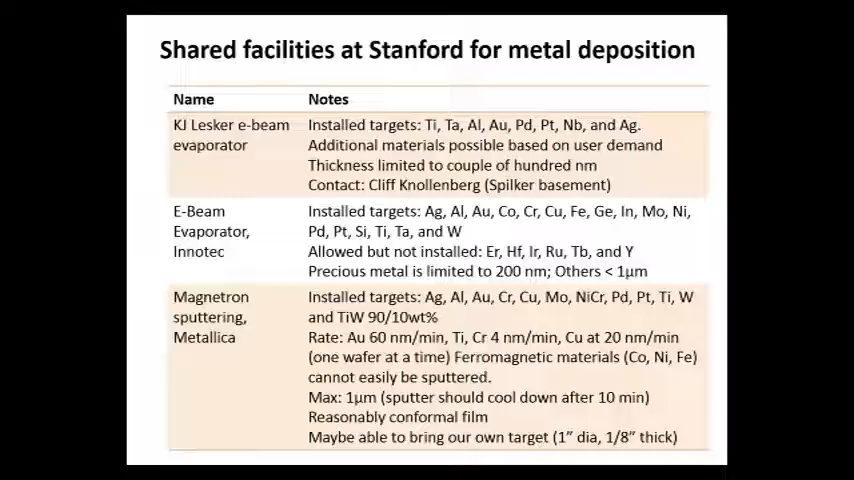 Shared facilities at Stanford for metal deposition
Name Notes
KJ Lesker e-beam evaporator
Installed targets: Ti, Ta, Al, Au, Pd, Pt, Nb, and Ag.
Additional materials possible based on user demand
Thickness limited to couple of hundred nm
Contact: Cliff Knollenberg (Spilker basement)
E-Beam
Evaporator,
Innotec
Installed targets: Ag, Al, Au, Co, Cr, Cu, Fe, Ge, In, Mo, Ni,
Pd, Pt, Si, Ti, Ta, and W
Allowed but not installed: Er, Hf, Ir, Ru, Tb, and Y
Precious metal is limited to 200 nm; Others < 1µm
Magnetron
sputtering,
Metallica
Installed targets: Ag, Al, Au, Cr, Cu, Mo, NiCr, Pd, Pt, Ti, W
and TiW 90/10wt%
Rate: Au 60 nm/min, Ti, Cr 4 nm/min, Cu at 20 nm/min
(one wafer at a time) Ferromagnetic materials (Co, Ni, Fe)
cannot easily be sputtered.
Max: 1µm (sputter should cool down after 10 min)
Reasonably conformal film
Maybe able to bring our own target (1” dia, 1/8” thick)